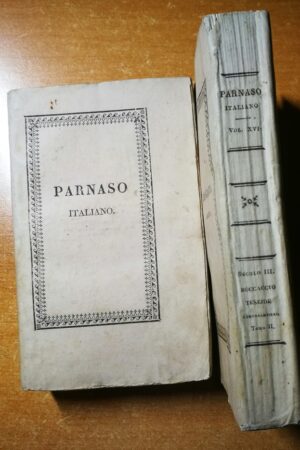 PARNASO
ITALIANO.
PARNASO
ITALIANO
VOL. XVI.
SECOLO III.
BOCCACCIO
TESEIDE
Tomo II.